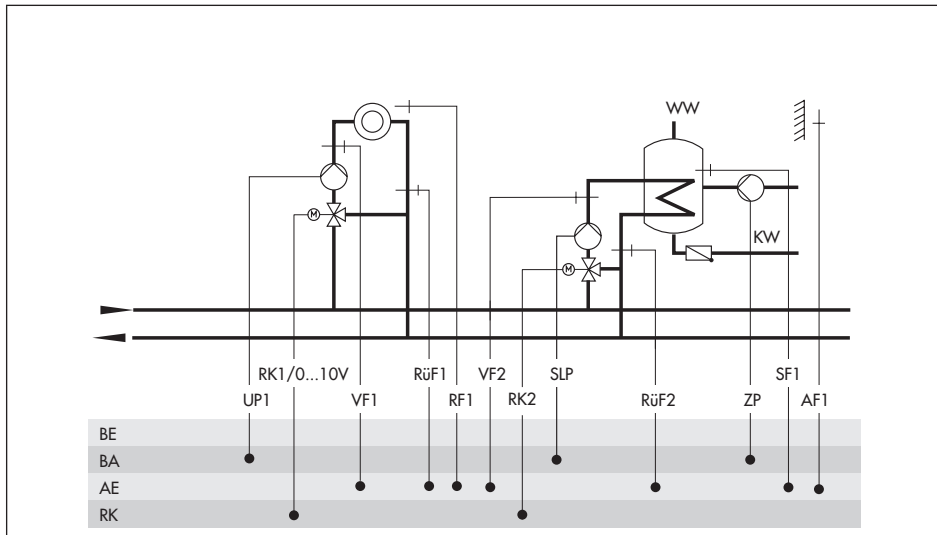 WW
M
KW
M
RK1/0...10V RüF1 VF2 SLP SF1
UP1 VF1 RF1 RK2 RüF2 ZP AF1
BE
BA
AE
RK